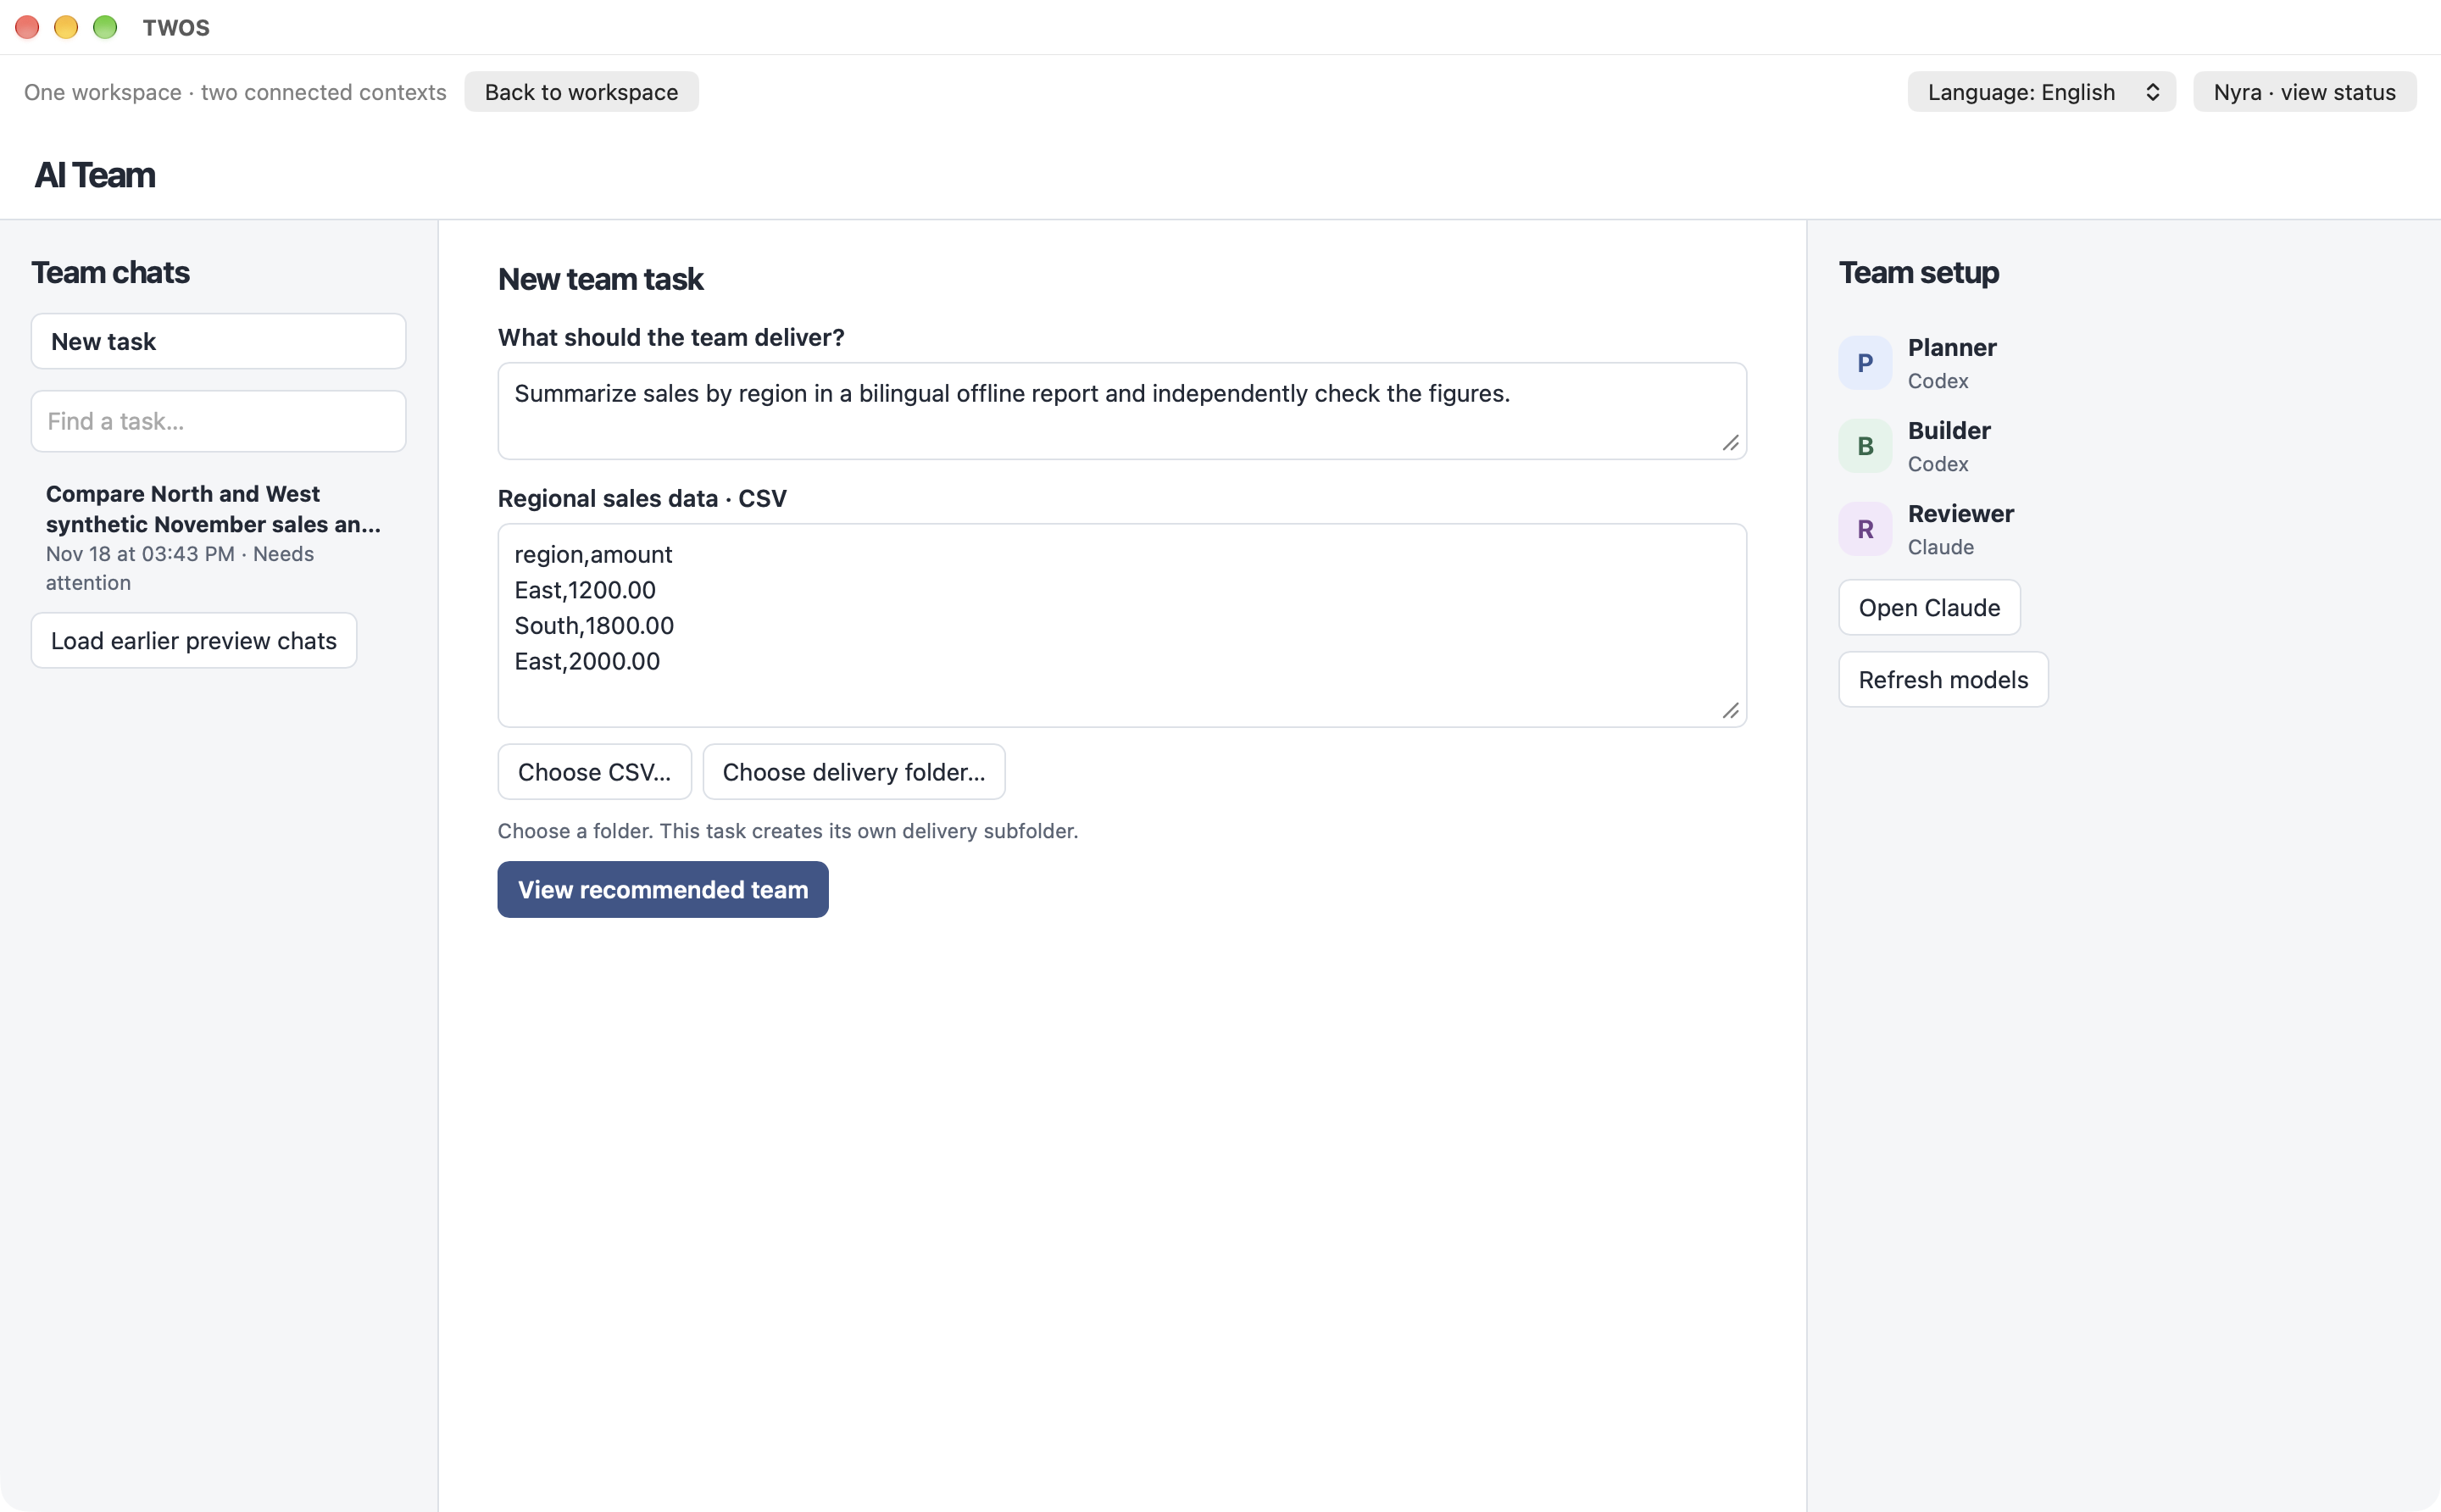 TWOS
One workspace · two connected contexts
Back to workspace
Language: English
Nyra · view status
AI Team
Team chats
New task
Find a task...
Compare North and West
synthetic November sales an...
Nov 18 at 03:43 PM · Needs
attention
Load earlier preview chats
New team task
What should the team deliver?
Summarize sales by region in a bilingual offline report and independently check the figures.
Regional sales data · CSV
region,amount
East,1200.00
South,1800.00
East,2000.00
Choose CSV...
Choose delivery folder...
Choose a folder. This task creates its own delivery subfolder.
View recommended team
Team setup
P
Planner
Codex
B
Builder
Codex
R
Reviewer
Claude
Open Claude
Refresh models